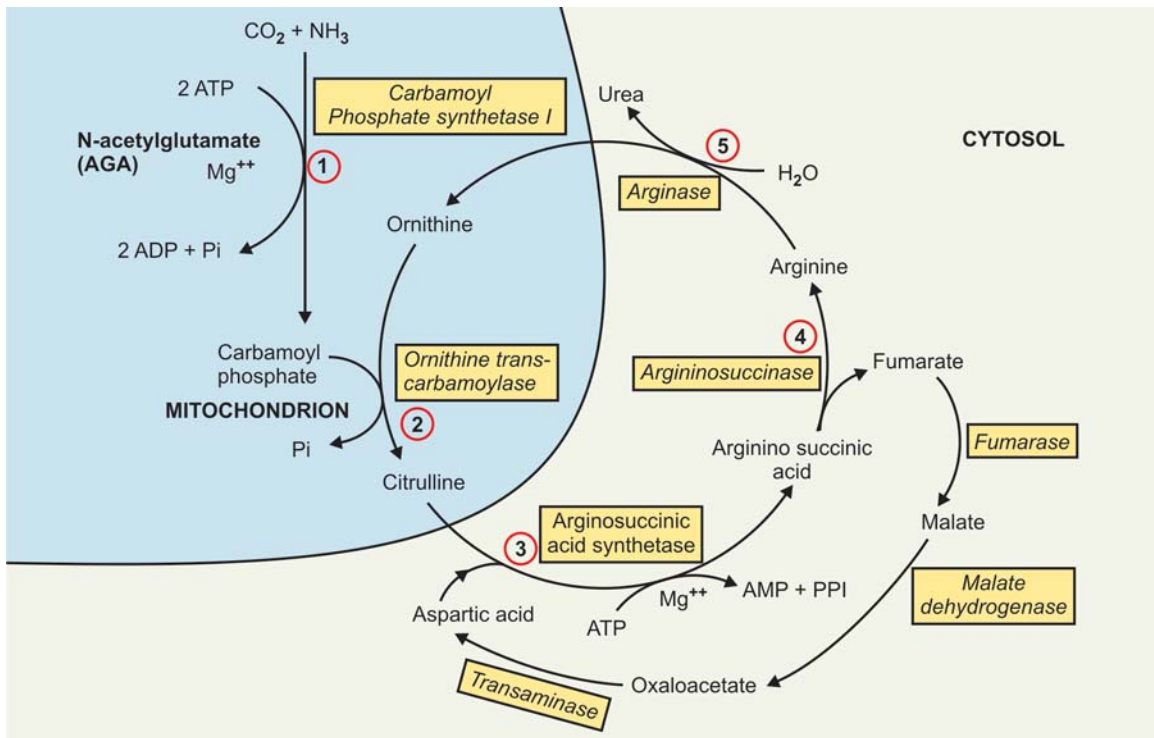 CO2 + NH3
2 ATP
Carbamoyl
Phosphate synthetase I
N-acetylglutamate
(AGA)
Mg++
1
2 ADP + Pi
Carbamoyl
phosphate
MITOCHONDRION
Pi
Ornithine
Ornithine trans-
carbamoylase
2
Citrulline
Urea
5
H2O
Arginase
CYTOSOL
Arginine
4
Argininosuccinase
Fumarate
Fumarase
Arginino succinic
acid
Malate
Malate
dehydrogenase
Arginosuccinic
acid synthetase
3
Mg++
AMP + PPI
ATP
Aspartic acid
Transaminase
Oxaloacetate